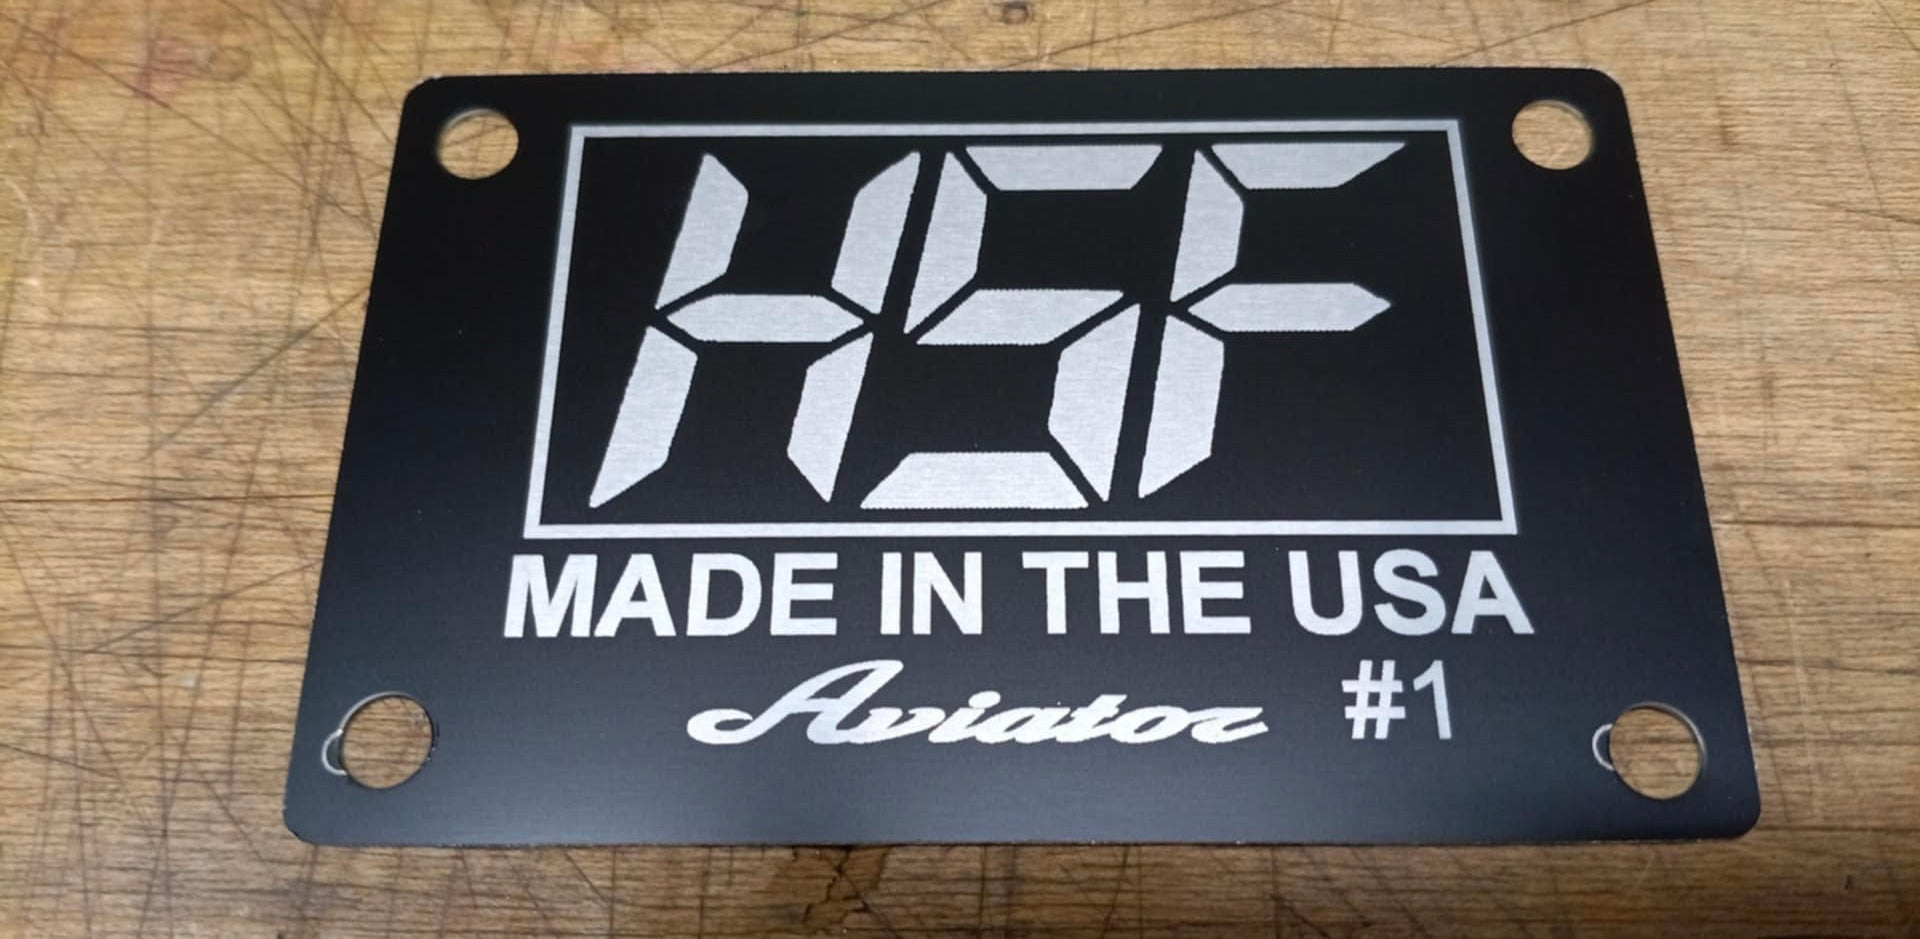 HSF
MADE IN THE USA
Aviator #1